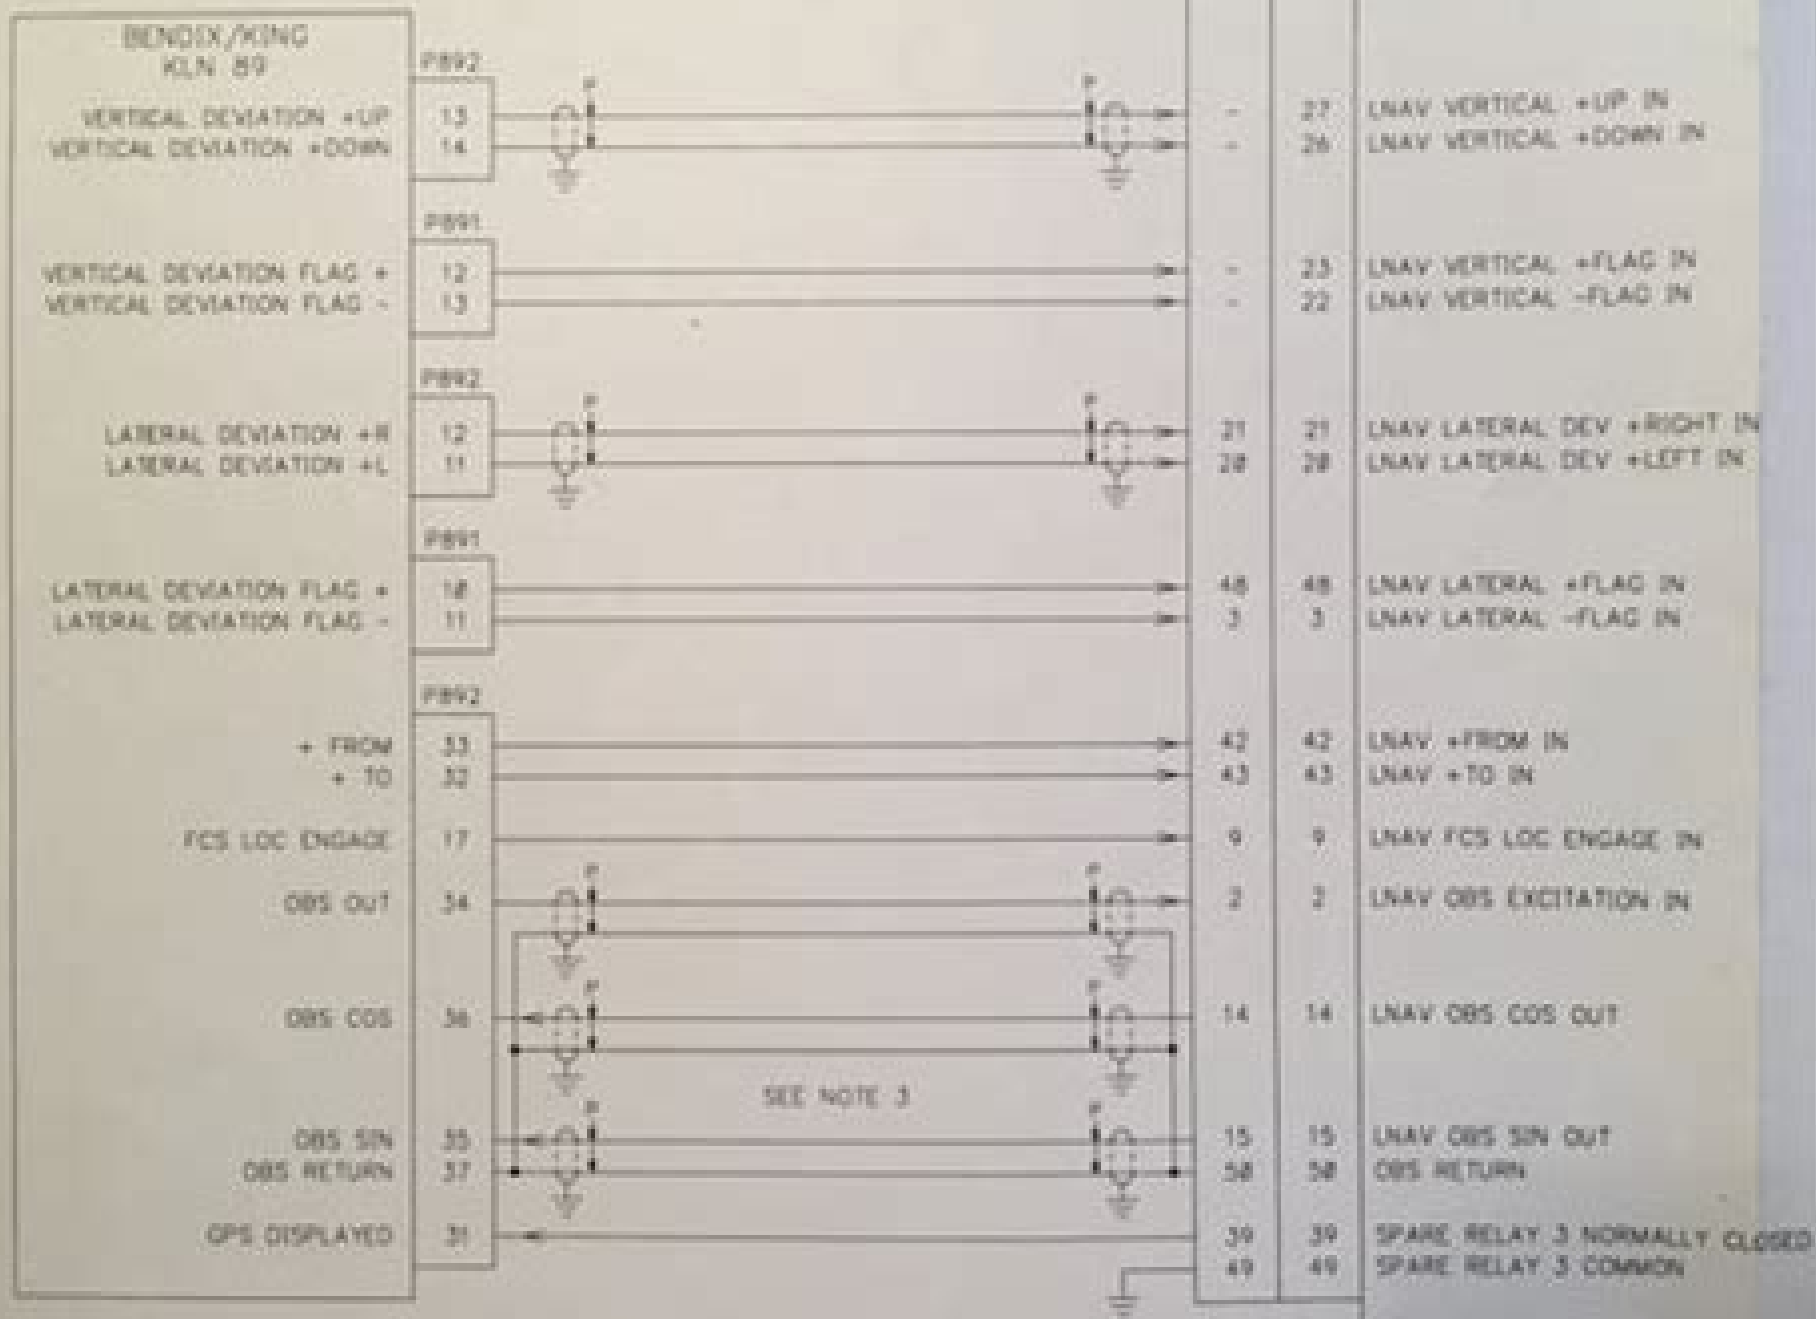 BENDIX/KING
KLN 89
P892
VERTICAL DEVIATION +UP 13 P P - 27 LNAV VERTICAL +UP IN
VERTICAL DEVIATION +DOWN 14 - 26 LNAV VERTICAL +DOWN IN
P891
VERTICAL DEVIATION FLAG + 12 - 23 LNAV VERTICAL +FLAG IN
VERTICAL DEVIATION FLAG - 13 - 22 LNAV VERTICAL -FLAG IN
P892
LATERAL DEVIATION +R 12 P P 21 21 LNAV LATERAL DEV +RIGHT IN
LATERAL DEVIATION +L 11 20 20 LNAV LATERAL DEV +LEFT IN
P891
LATERAL DEVIATION FLAG + 10 48 48 LNAV LATERAL +FLAG IN
LATERAL DEVIATION FLAG - 11 3 3 LNAV LATERAL -FLAG IN
P892
+ FROM 33 42 42 LNAV +FROM IN
+ TO 32 43 43 LNAV +TO IN
FCS LOC ENGAGE 17 9 9 LNAV FCS LOC ENGAGE IN
OBS OUT 34 P P 2 2 LNAV OBS EXCITATION IN
OBS COS 36 P P 14 14 LNAV OBS COS OUT
SEE NOTE 3
OBS SIN 35 P P 15 15 LNAV OBS SIN OUT
OBS RETURN 37 50 50 OBS RETURN
GPS DISPLAYED 31 39 39 SPARE RELAY 3 NORMALLY CLOSED
49 49 SPARE RELAY 3 COMMON